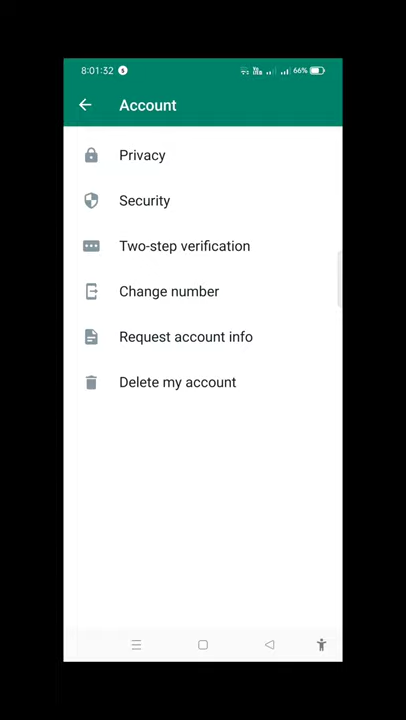 8:01:32 66%
Account
Privacy
Security
Two-step verification
Change number
Request account info
Delete my account